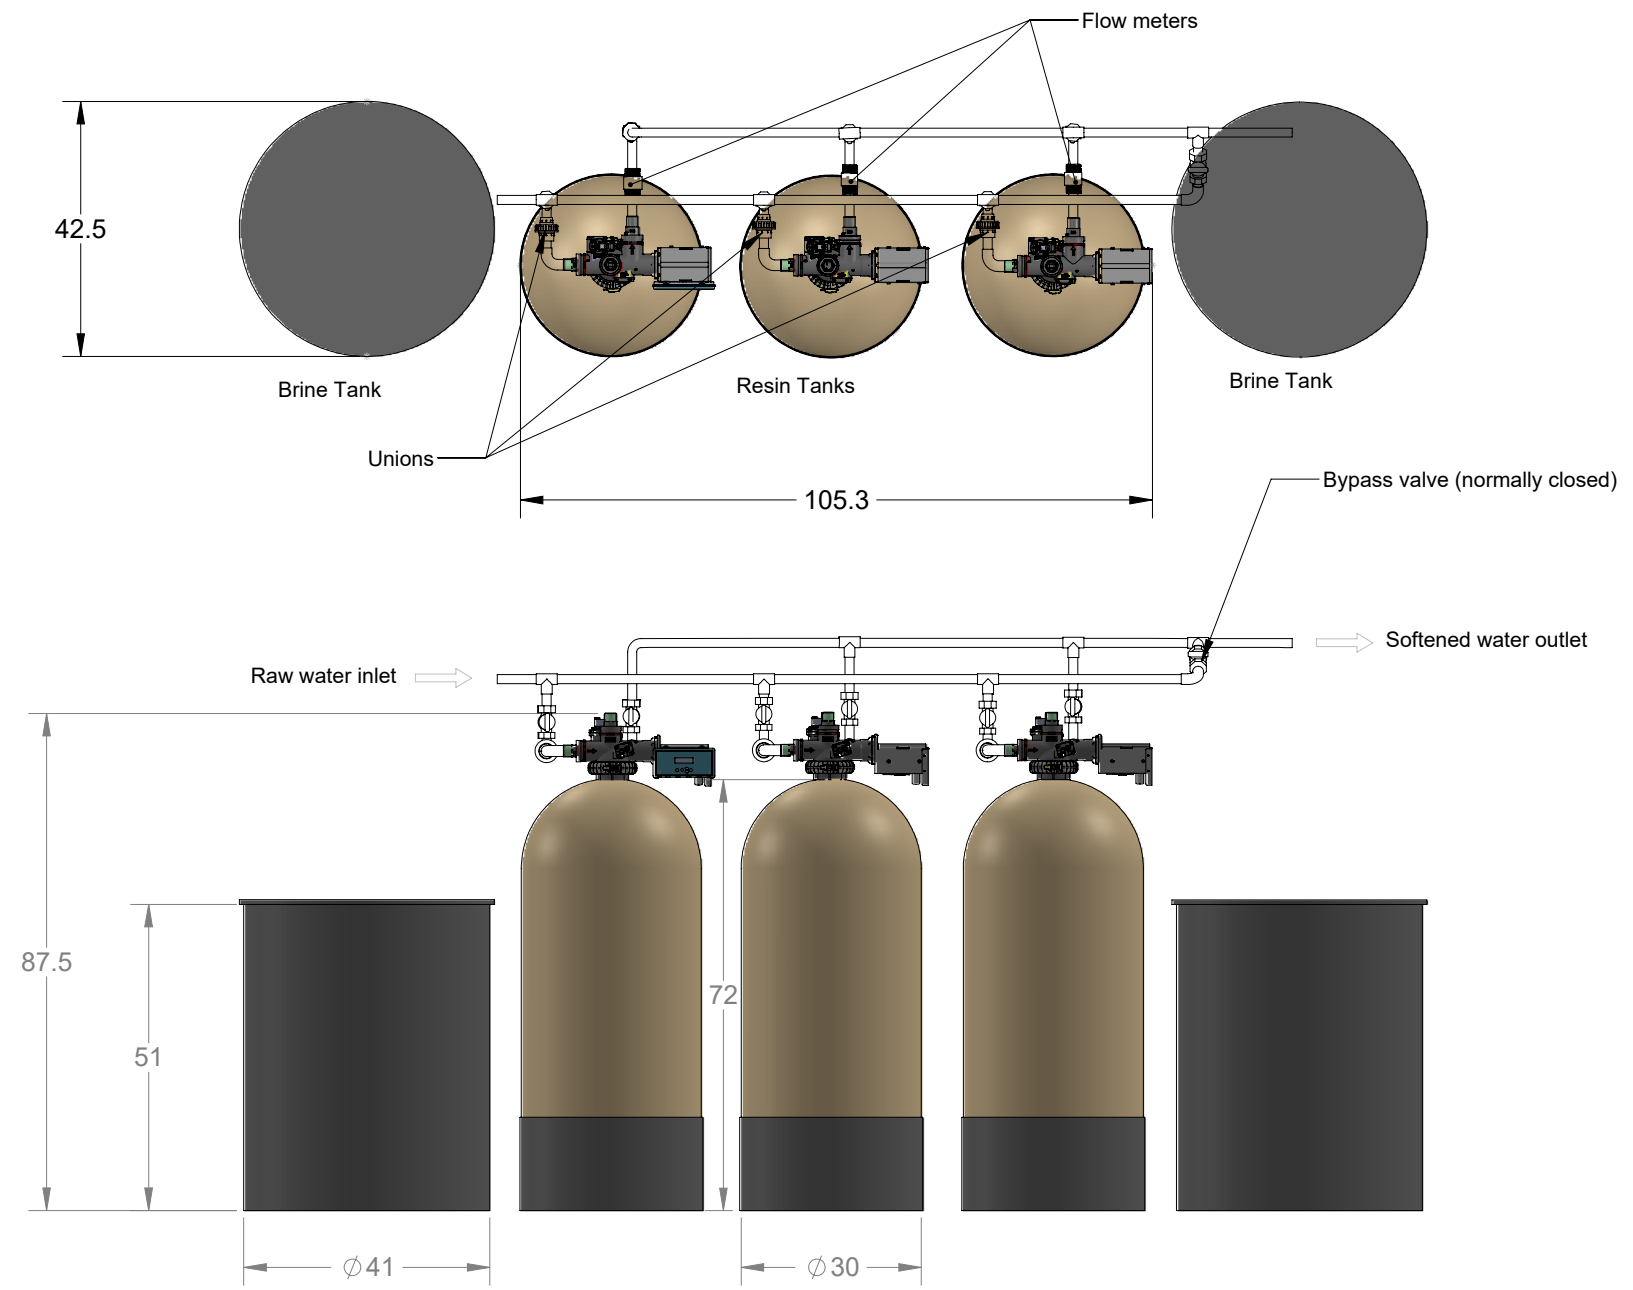 Flow meters
42.5
Brine Tank
Resin Tanks
Brine Tank
Unions
105.3
Bypass valve (normally closed)
Raw water inlet
Softened water outlet
87.5
51
72
∅41
∅30